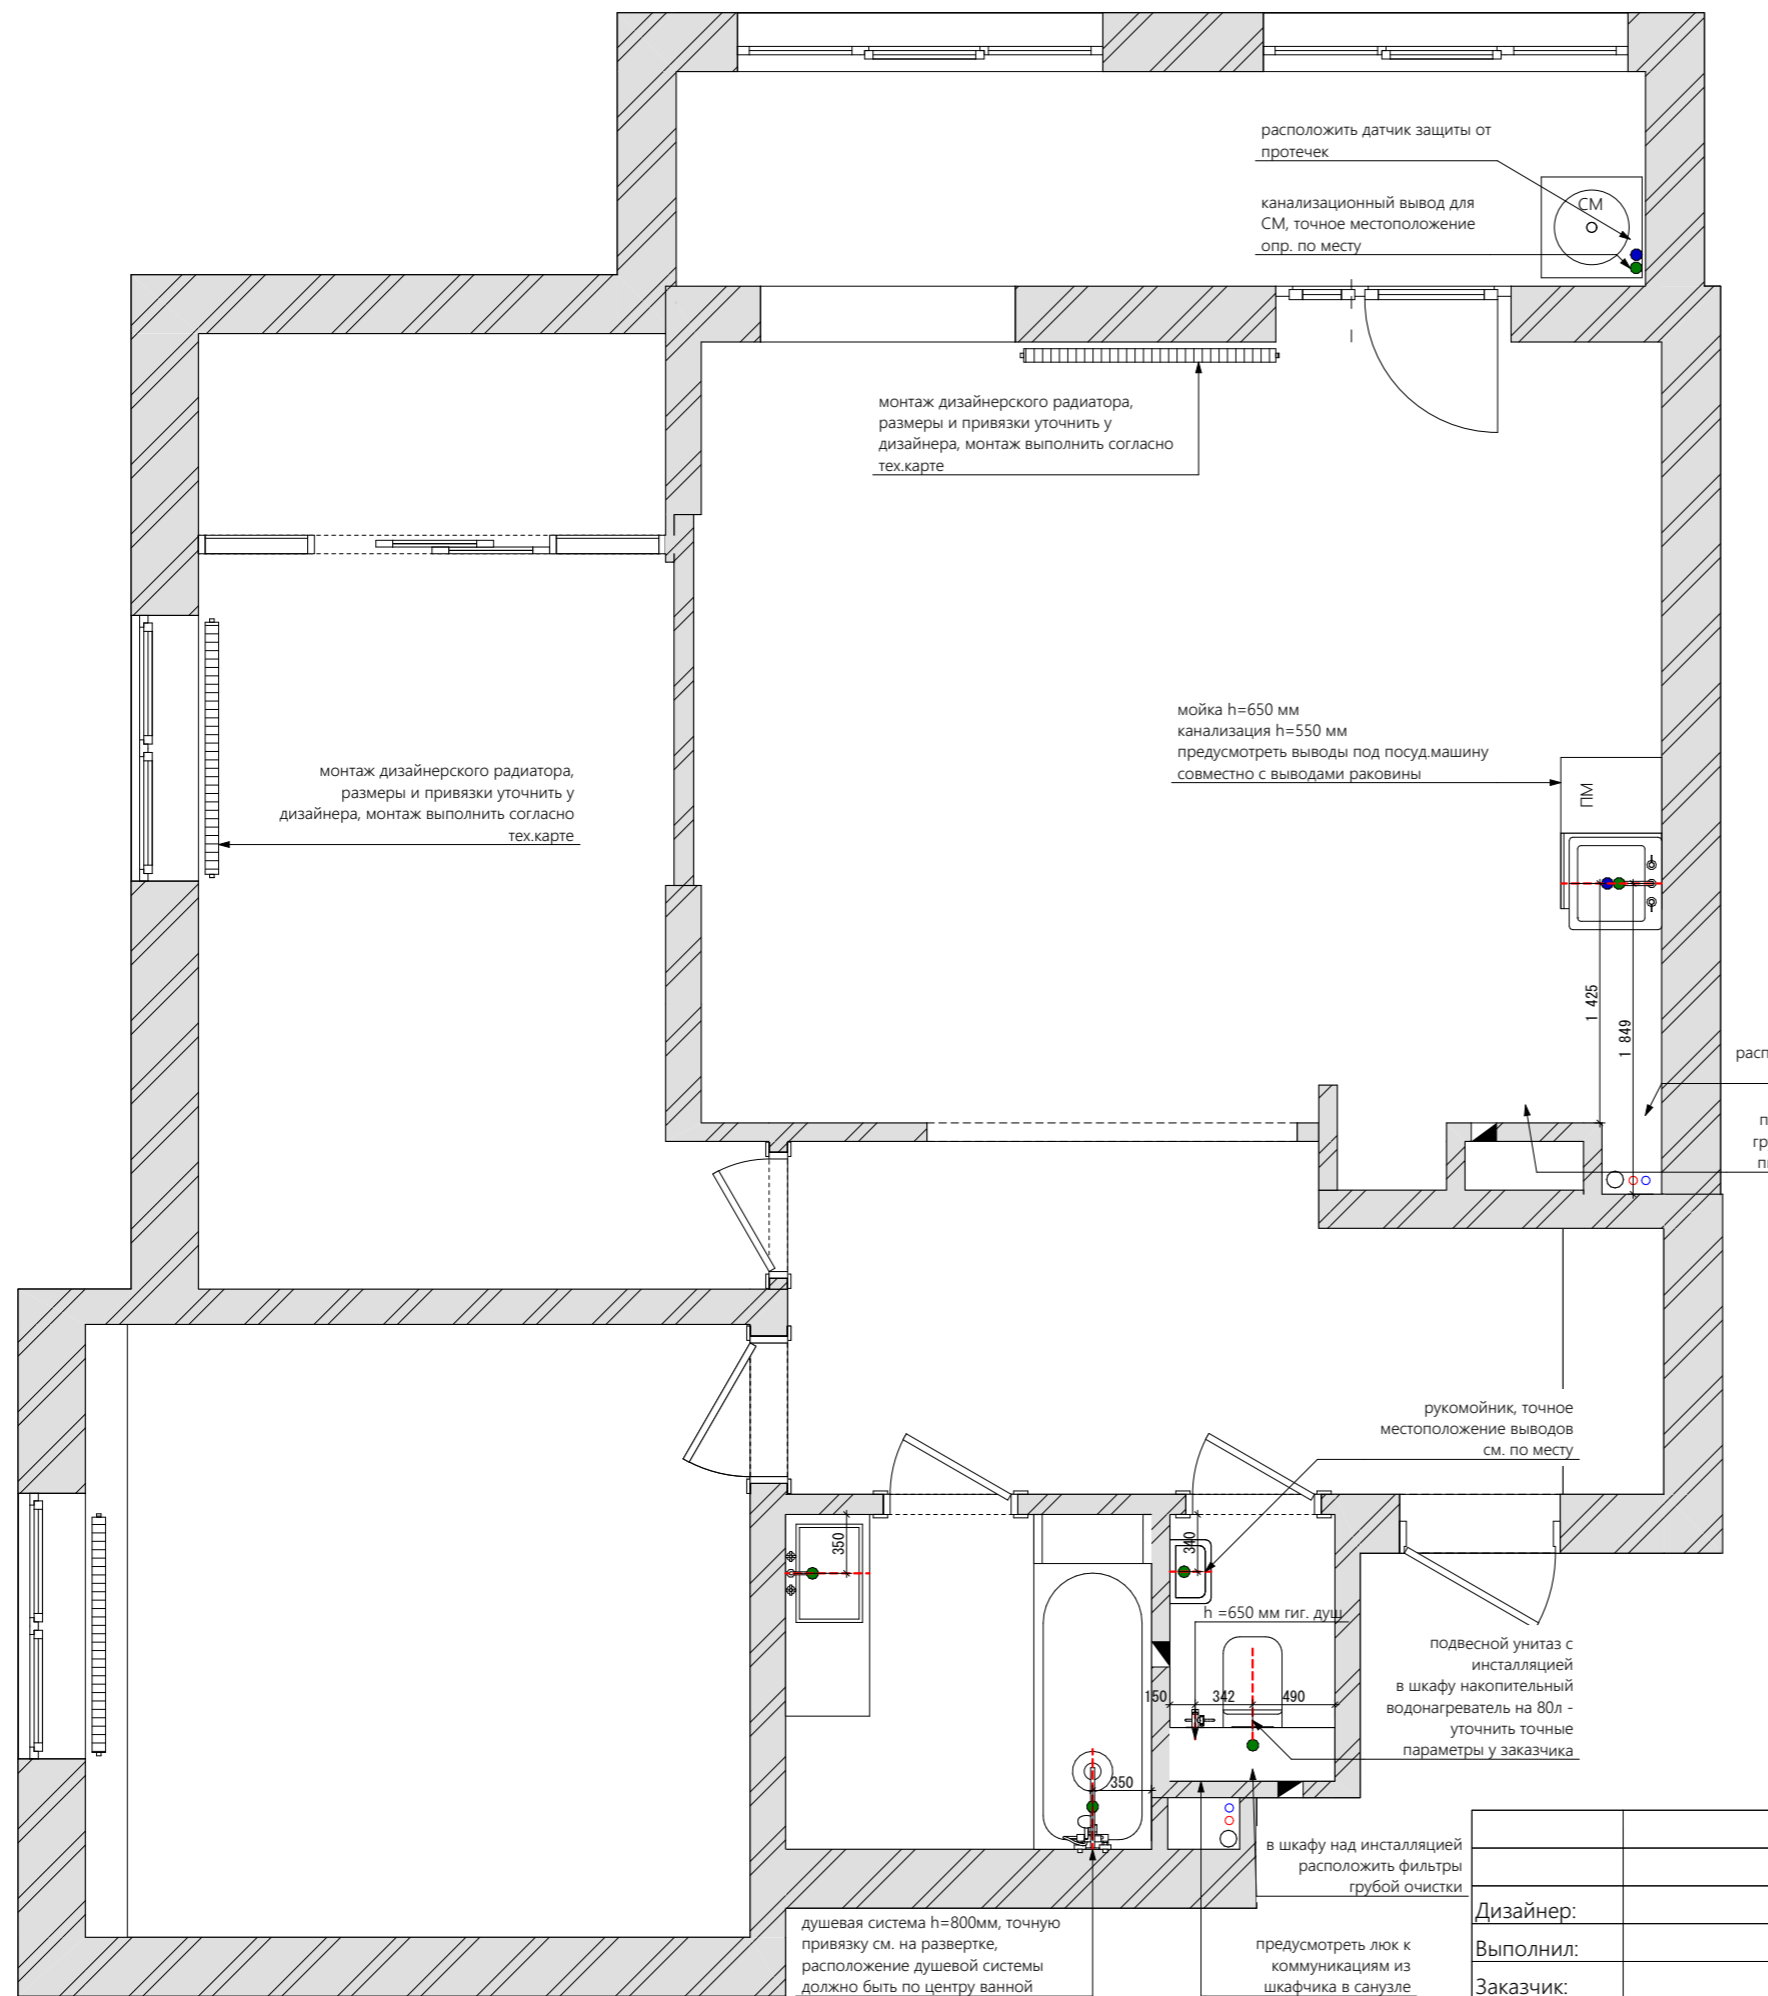 расположить датчик защиты от
протечек
СМ
канализационный вывод для
СМ, точное местоположение
опр. по месту
монтаж дизайнерского радиатора,
размеры и привязки уточнить у
дизайнера, монтаж выполнить согласно
тех.карте
мойка h=650 мм
канализация h=550 мм
предусмотреть выводы под посуд.машину
совместно с выводами раковины
ПМ
монтаж дизайнерского радиатора,
размеры и привязки уточнить у
дизайнера, монтаж выполнить согласно
тех.карте
1 425
1 849
расп
п
гр
п
рукомойник, точное
местоположение выводов
см. по месту
350
340
h =650 мм гиг. душ
подвесной унитаз с
инсталляцией
в шкафу накопительный
водонагреватель на 80л -
уточнить точные
параметры у заказчика
150
342
490
350
в шкафу над инсталляцией
расположить фильтры
грубой очистки
душевая система h=800мм, точную
привязку см. на развертке,
расположение душевой системы
должно быть по центру ванной
предусмотреть люк к
коммуникациям из
шкафчика в санузле
Дизайнер:
Выполнил:
Заказчик: